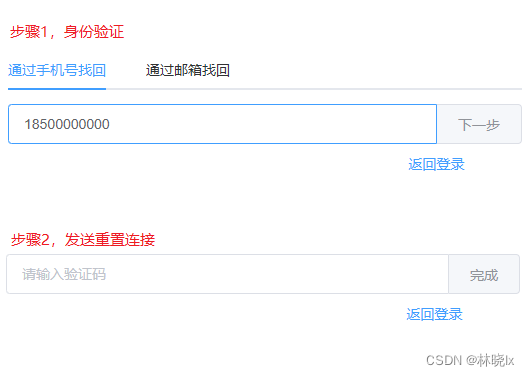 步骤1，身份验证
通过手机号找回 通过邮箱找回
18500000000 下一步
返回登录
步骤2，发送重置连接
请输入验证码 完成
返回登录
CSDN @林晓lx